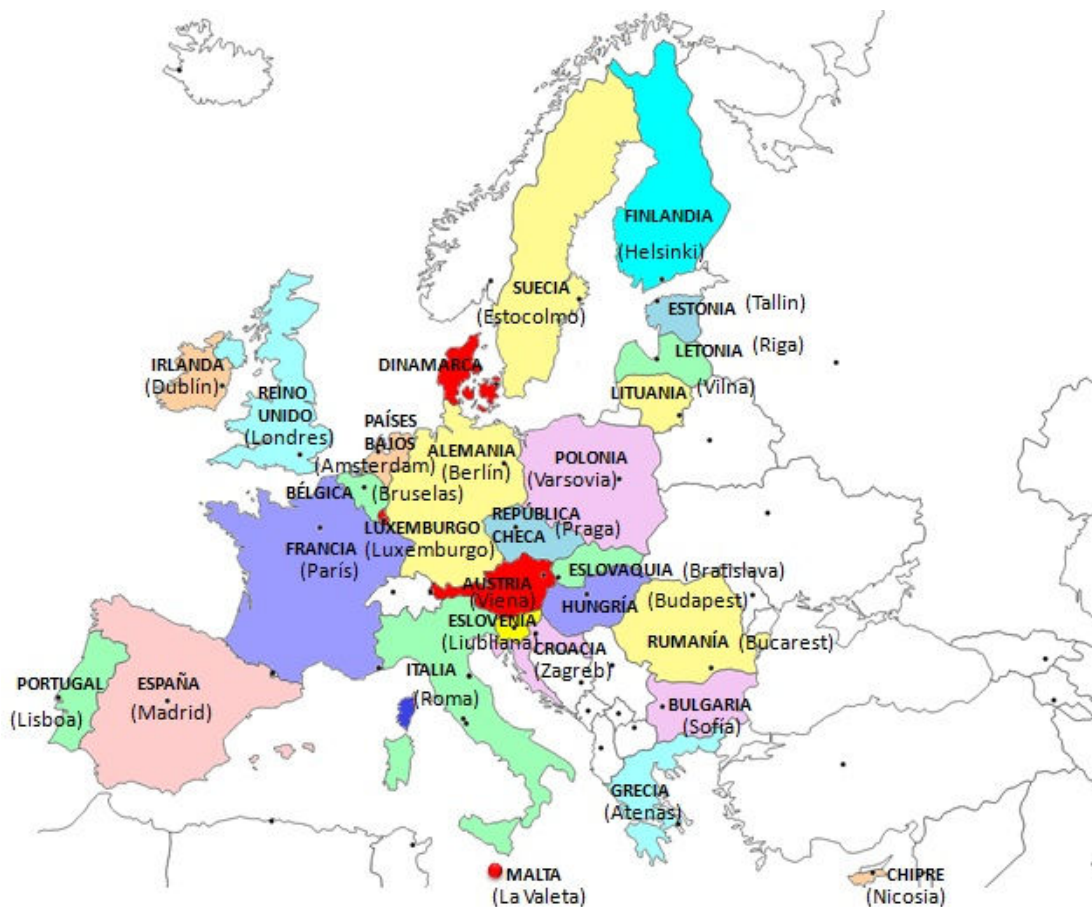 FINLANDIA
(Helsinki)
SUECIA
(Estocolmo)
ESTONIA (Tallin)
LETONIA (Riga)
LITUANIA (Vilna)
DINAMARCA
IRLANDA
(Dublín)
REINO
UNIDO
(Londres)
PAÍSES
BAJOS
(Amsterdam)
ALEMANIA
(Berlín)
POLONIA
(Varsovia)
BÉLGICA (Bruselas)
LUXEMBURGO
(Luxemburgo)
REPÚBLICA
CHECA (Praga)
FRANCIA
(París)
ESLOVAQUIA (Bratislava)
AUSTRIA
(Viena)
HUNGRÍA (Budapest)
ESLOVENIA
(Liubliana)
CROACIA
(Zagreb)
RUMANÍA (Bucarest)
ITALIA
(Roma)
PORTUGAL
(Lisboa)
ESPAÑA
(Madrid)
BULGARIA
(Sofía)
GRECIA
(Atenas)
MALTA
(La Valeta)
CHIPRE
(Nicosia)